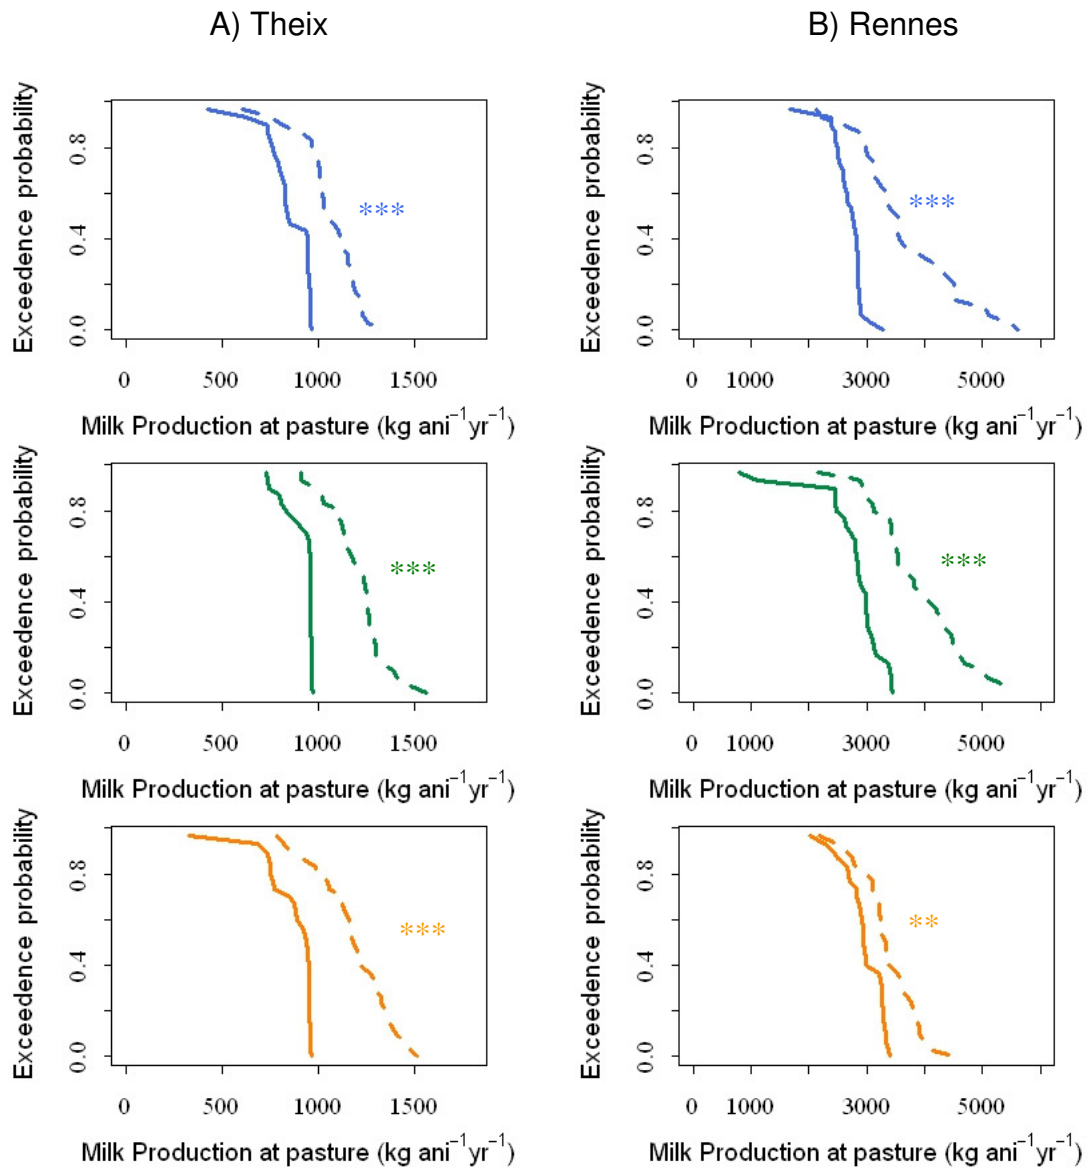 A) Theix
B) Rennes
Exceedence probability
0.0 0.4 0.8
***
0 500 1000 1500
Milk Production at pasture (kg ani⁻¹yr⁻¹)
Exceedence probability
0.0 0.4 0.8
***
0 1000 3000 5000
Milk Production at pasture (kg ani⁻¹yr⁻¹)
Exceedence probability
0.0 0.4 0.8
***
0 500 1000 1500
Milk Production at pasture (kg ani⁻¹yr⁻¹)
Exceedence probability
0.0 0.4 0.8
***
0 1000 3000 5000
Milk Production at pasture (kg ani⁻¹yr⁻¹)
Exceedence probability
0.0 0.4 0.8
***
0 500 1000 1500
Milk Production at pasture (kg ani⁻¹yr⁻¹)
Exceedence probability
0.0 0.4 0.8
**
0 1000 3000 5000
Milk Production at pasture (kg ani⁻¹yr⁻¹)